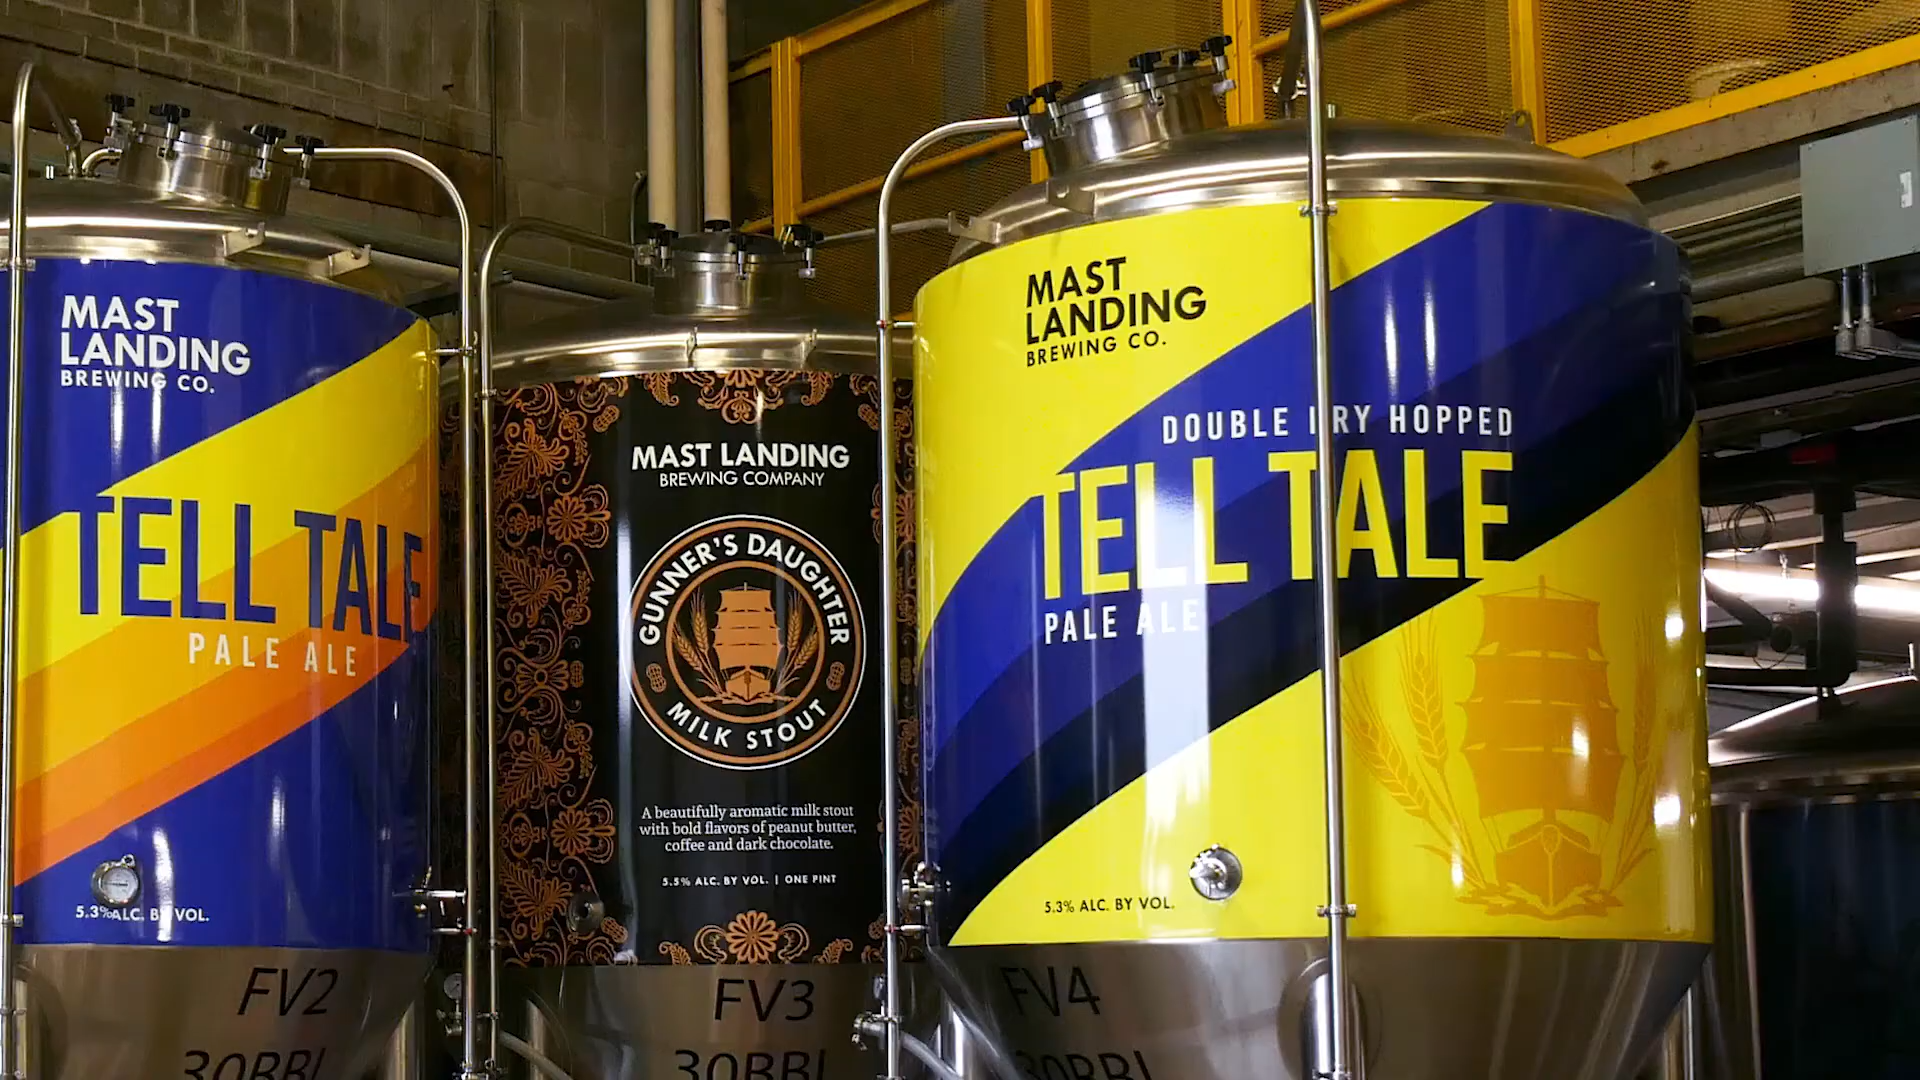 MAST
LANDING
BREWING CO.
TELL TALE
PALE ALE
5.3% ALC. BY VOL.
FV2
30BBL
MAST LANDING
BREWING COMPANY
GUNNER'S DAUGHTER
MILK STOUT
A beautifully aromatic milk stout
with bold flavors of peanut butter,
coffee and dark chocolate.
5.5% ALC. BY VOL. | ONE PINT
FV3
30BBL
MAST
LANDING
BREWING CO.
DOUBLE DRY HOPPED
TELL TALE
PALE ALE
5.3% ALC. BY VOL.
FV4
30BBL